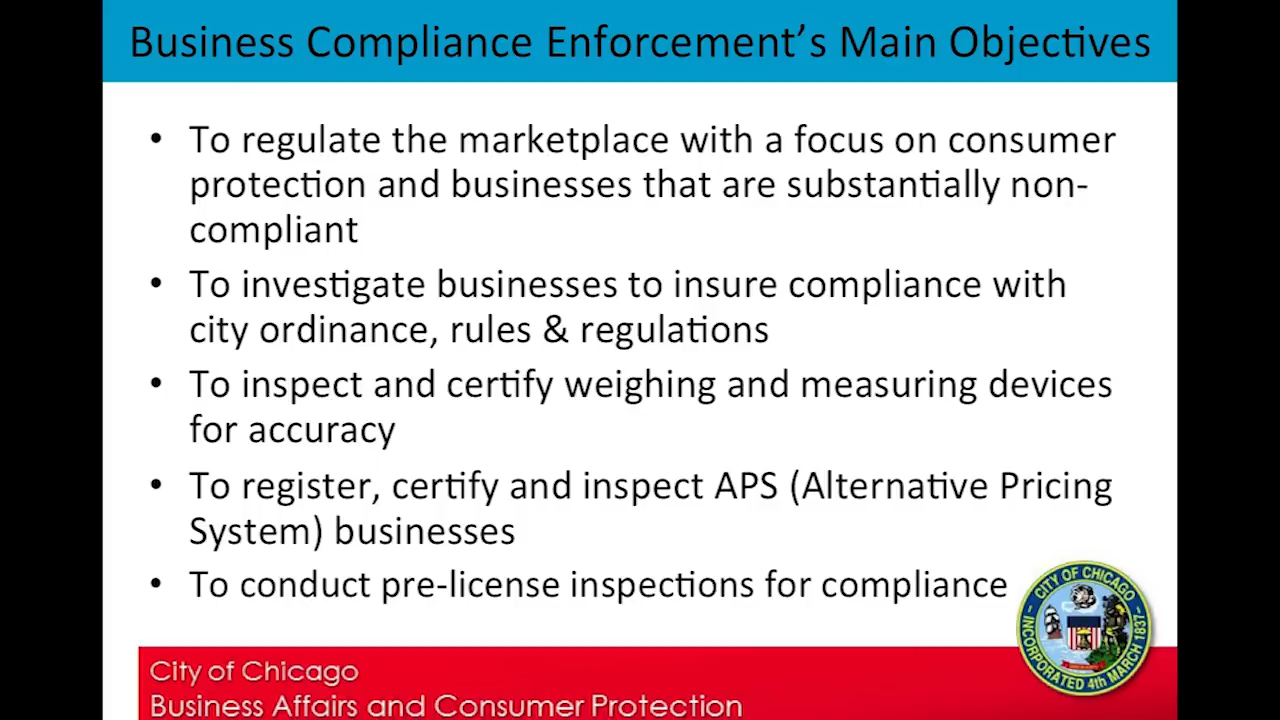 Business Compliance Enforcement’s Main Objectives
• To regulate the marketplace with a focus on consumer
protection and businesses that are substantially non-
compliant
• To investigate businesses to insure compliance with
city ordinance, rules & regulations
• To inspect and certify weighing and measuring devices
for accuracy
• To register, certify and inspect APS (Alternative Pricing
System) businesses
• To conduct pre-license inspections for compliance
CITY OF CHICAGO
INCORPORATED 4th MARCH 1837
City of Chicago
Business Affairs and Consumer Protection